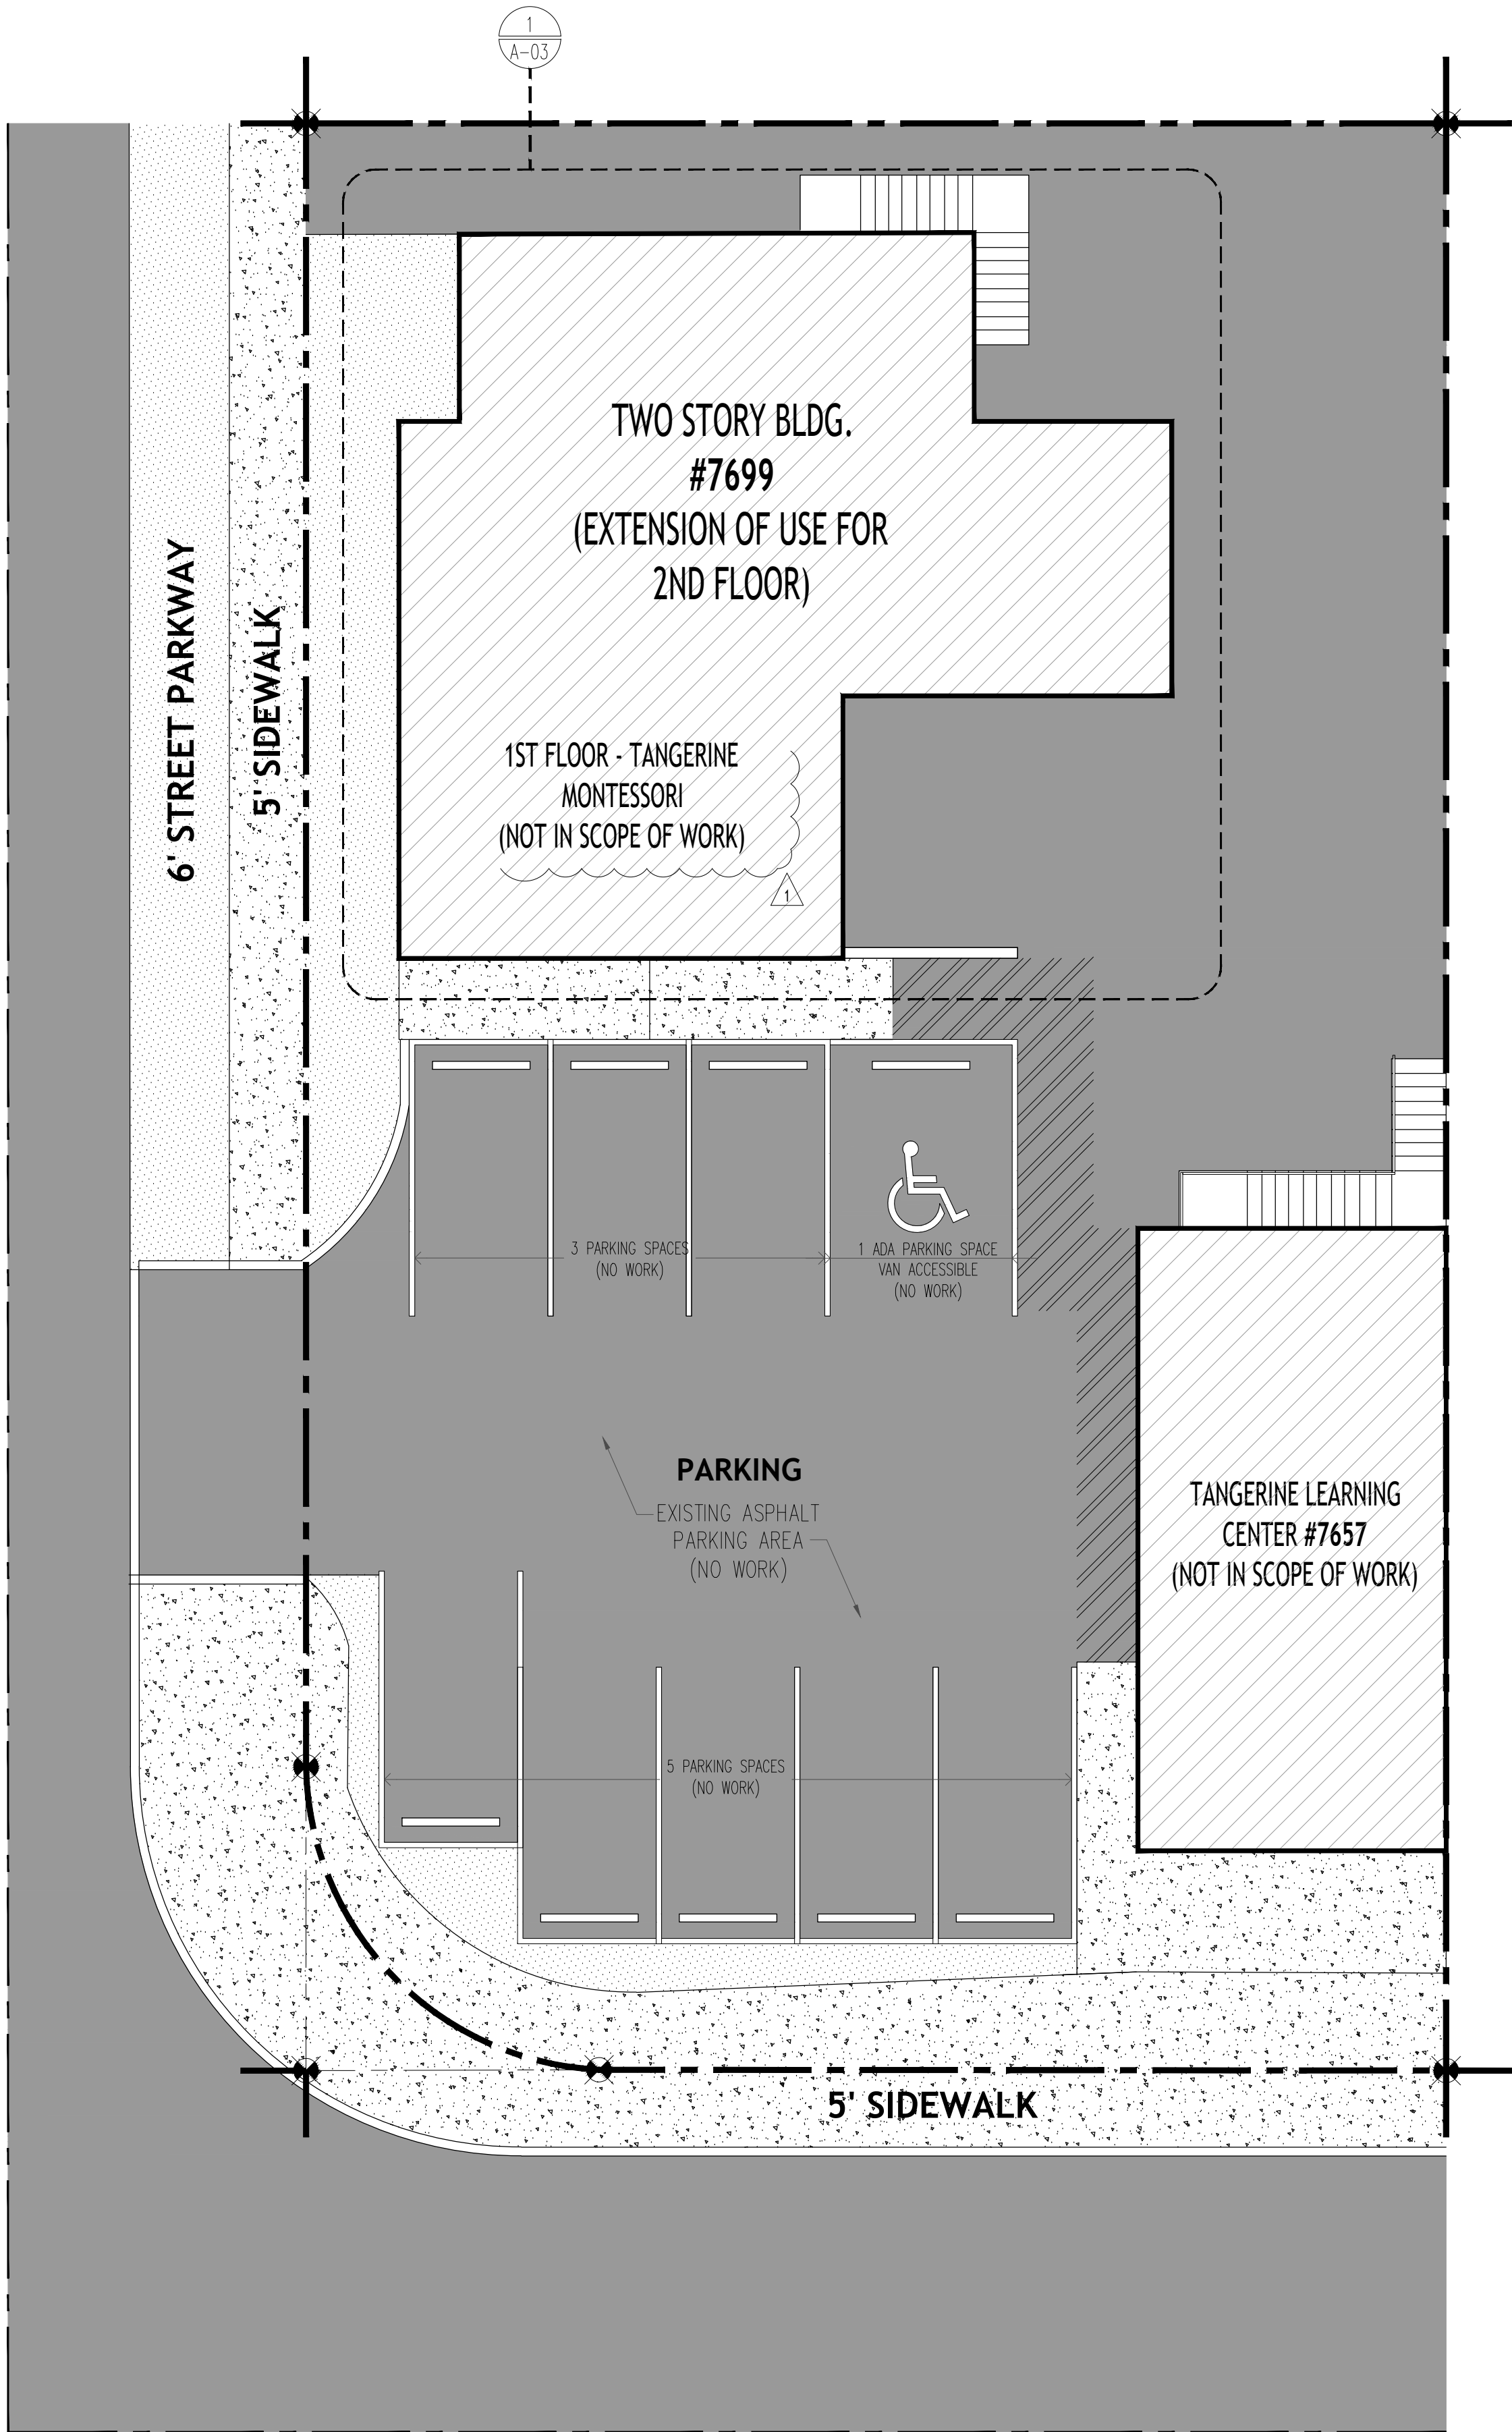 1
A-03
TWO STORY BLDG.
#7699
(EXTENSION OF USE FOR
2ND FLOOR)
6' STREET PARKWAY
5' SIDEWALK
1ST FLOOR - TANGERINE
MONTESSORI
(NOT IN SCOPE OF WORK)
1
3 PARKING SPACES
(NO WORK)
1 ADA PARKING SPACE
VAN ACCESSIBLE
(NO WORK)
PARKING
EXISTING ASPHALT
PARKING AREA
(NO WORK)
TANGERINE LEARNING
CENTER #7657
(NOT IN SCOPE OF WORK)
5 PARKING SPACES
(NO WORK)
5' SIDEWALK